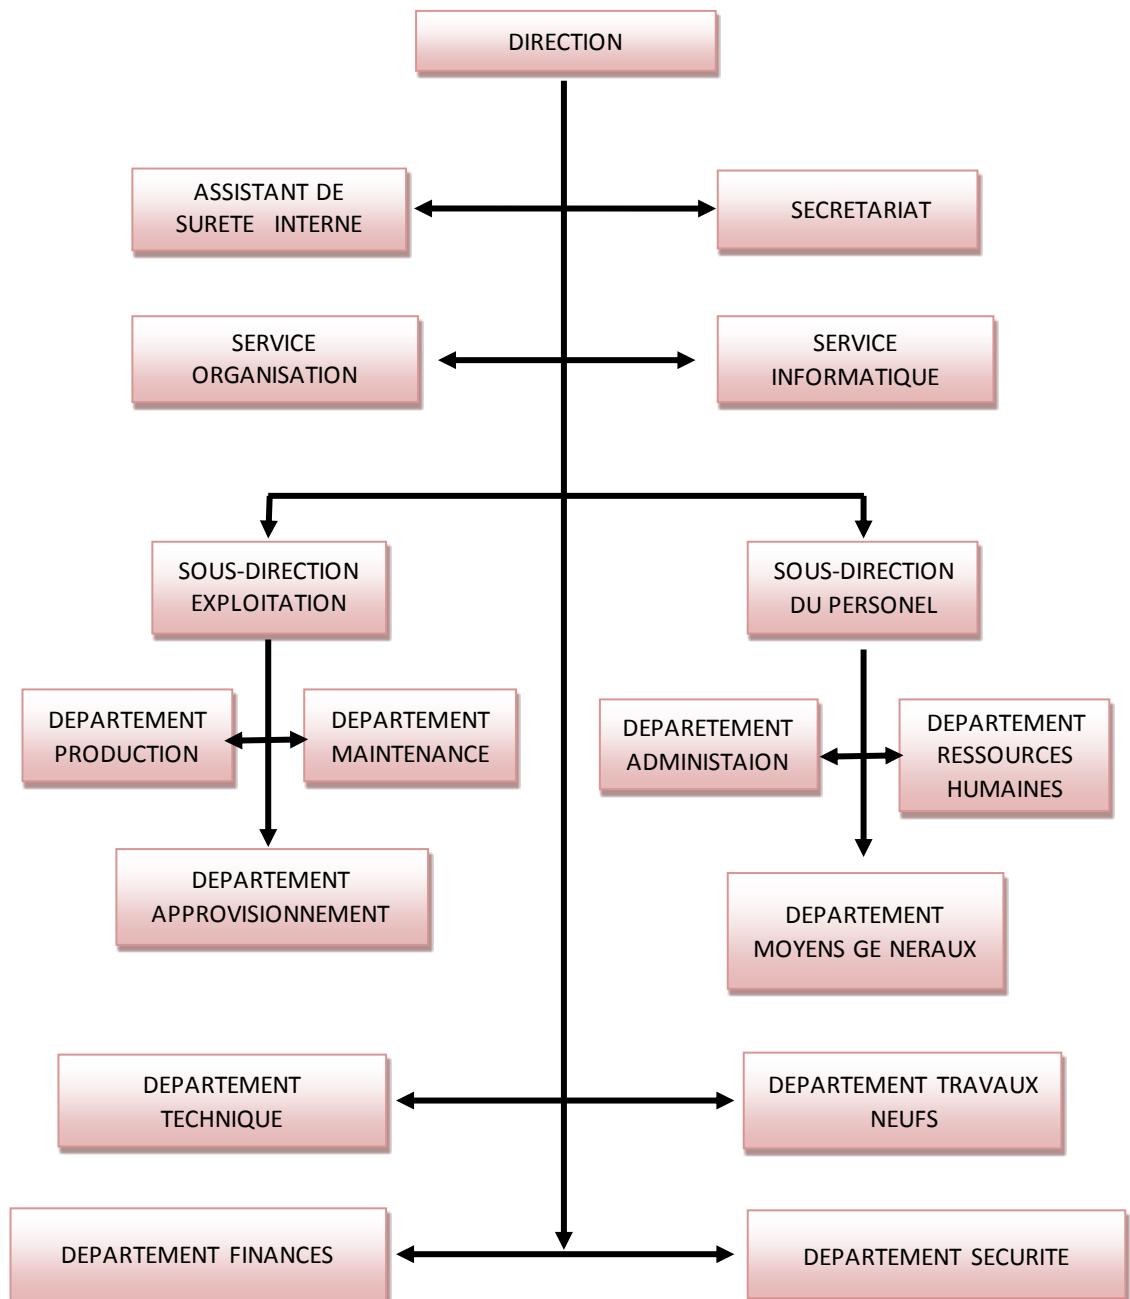 DIRECTION
ASSISTANT DE
SURETE INTERNE
SECRETARIAT
SERVICE
ORGANISATION
SERVICE
INFORMATIQUE
SOUS-DIRECTION
EXPLOITATION
SOUS-DIRECTION
DU PERSONEL
DEPARTEMENT
PRODUCTION
DEPARTEMENT
MAINTENANCE
DEPARETEMENT
ADMINISTAION
DEPARTEMENT
RESSOURCES
HUMAINES
DEPARTEMENT
APPROVISIONNEMENT
DEPARTEMENT
MOYENS GE NERAUX
DEPARTEMENT
TECHNIQUE
DEPARTEMENT TRAVAUX
NEUFS
DEPARTEMENT FINANCES
DEPARTEMENT SECURITE